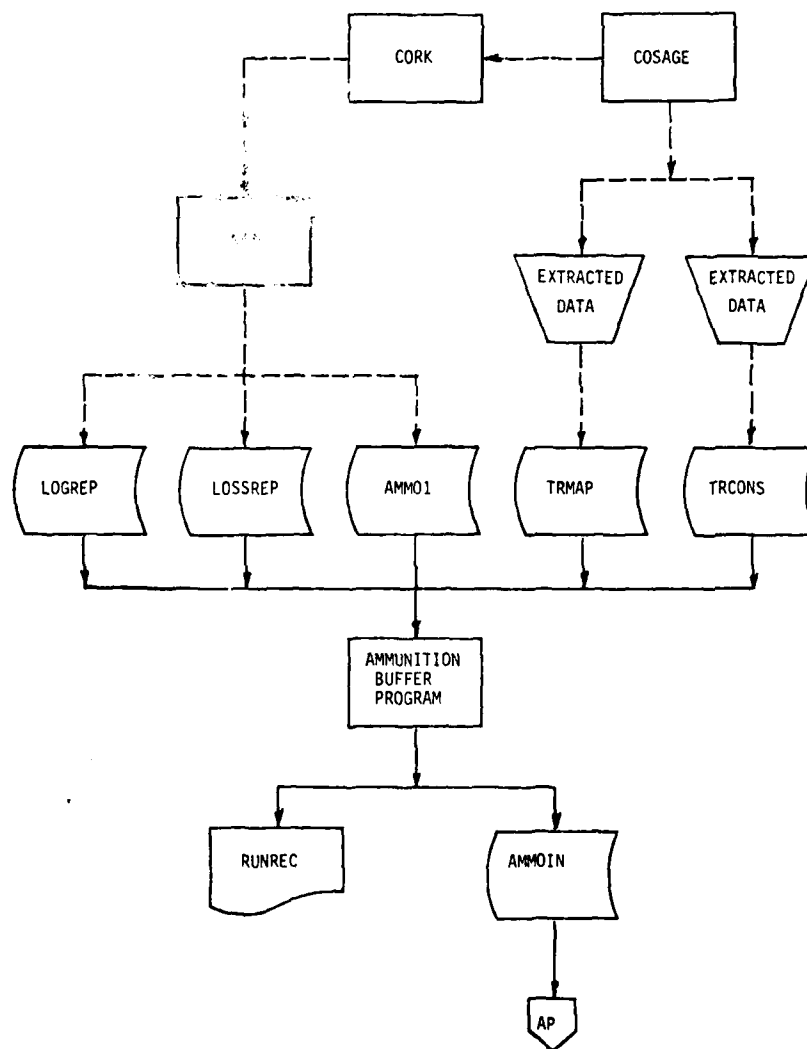 CORK
COSAGE
EXTRACTED
DATA
EXTRACTED
DATA
LOGREP
LOSSREP
AMMO1
TRMAP
TRCONS
AMMUNITION
BUFFER
PROGRAM
RUNREC
AMMOIN
AP